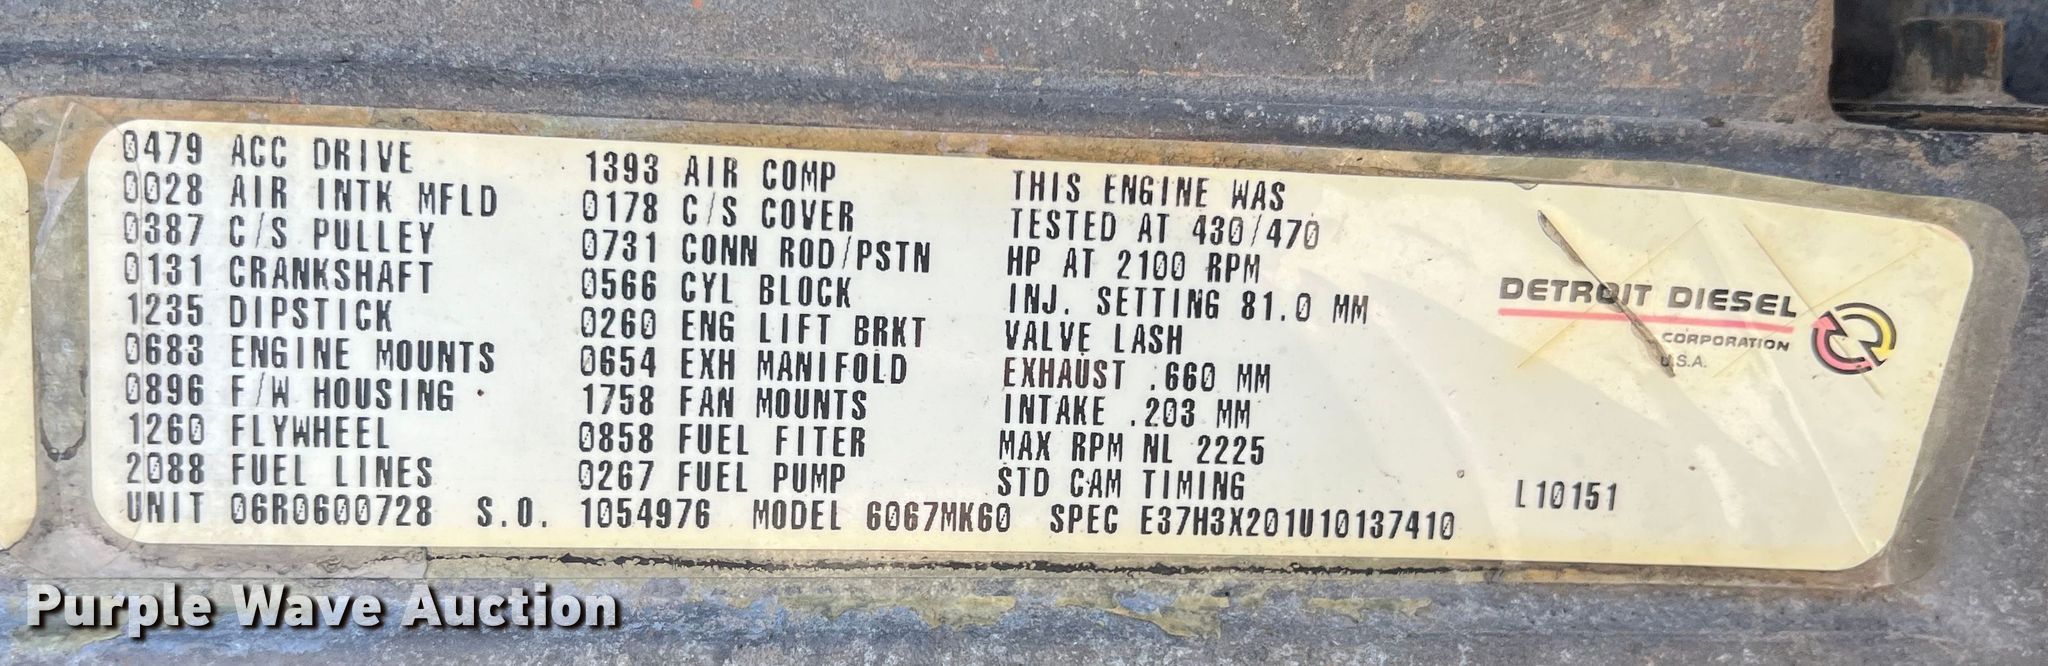 0479 ACC DRIVE
0028 AIR INTK MFLD
0387 C/S PULLEY
0131 CRANKSHAFT
1235 DIPSTICK
0683 ENGINE MOUNTS
0896 F/W HOUSING
1260 FLYWHEEL
2088 FUEL LINES
1393 AIR COMP
0178 C/S COVER
0731 CONN ROD/PSTN
0566 CYL BLOCK
0260 ENG LIFT BRKT
0654 EXH MANIFOLD
1758 FAN MOUNTS
0858 FUEL FITER
0267 FUEL PUMP
THIS ENGINE WAS
TESTED AT 430/470
HP AT 2100 RPM
INJ. SETTING 81.0 MM
VALVE LASH
EXHAUST .660 MM
INTAKE .203 MM
MAX RPM NL 2225
STD CAM TIMING
UNIT 06R0600728 S.O. 1054976 MODEL 6067MK60 SPEC E37H3X201U10137410
DETROIT DIESEL
CORPORATION
U.S.A.
L10151
Purple Wave Auction